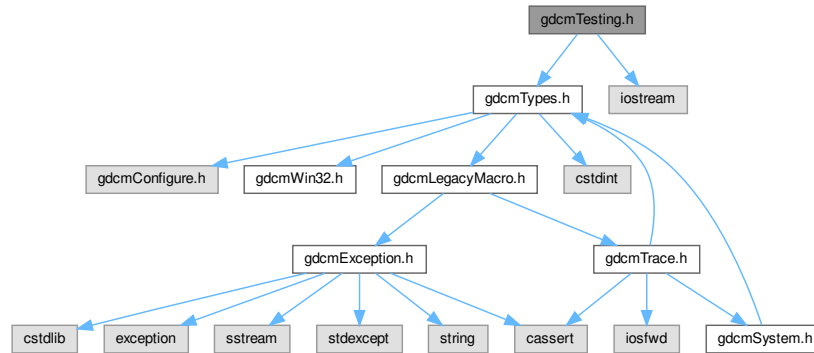 gdcmTesting.h
gdcmTypes.h
iostream
gdcmConfigure.h
gdcmWin32.h
gdcmLegacyMacro.h
cstdint
gdcmException.h
gdcmTrace.h
cstdlib
exception
sstream
stdexcept
string
cassert
iosfwd
gdcmSystem.h